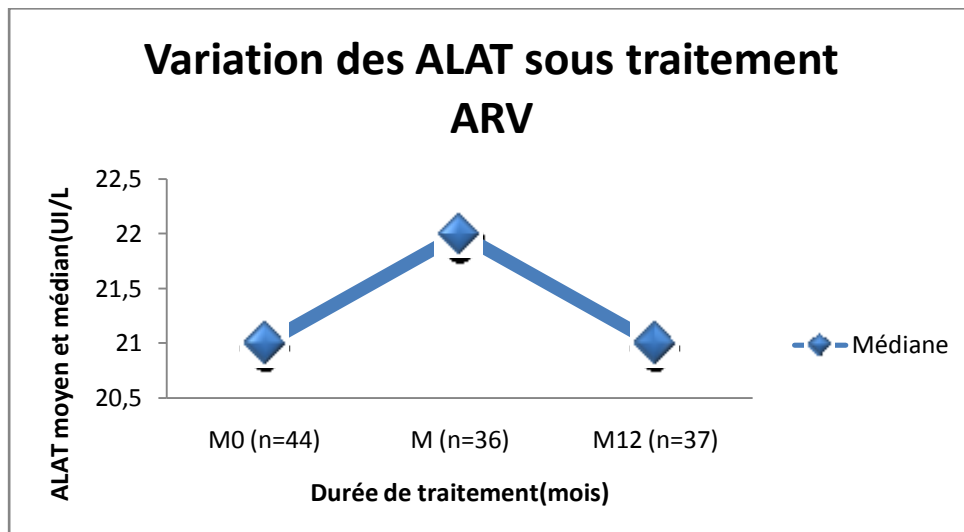 Variation des ALAT sous traitement
ARV
ALAT moyen et médian(UI/L
22,5
22
21,5
21
20,5
Médiane
M0 (n=44)
M (n=36)
M12 (n=37)
Durée de traitement(mois)